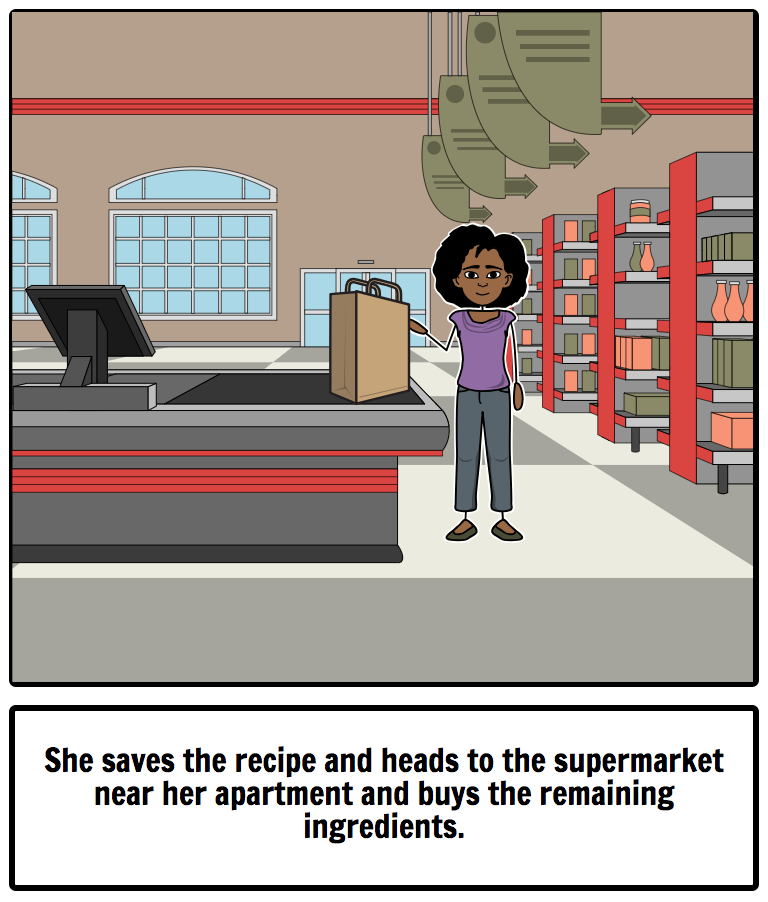 She saves the recipe and heads to the supermarket
near her apartment and buys the remaining
ingredients.